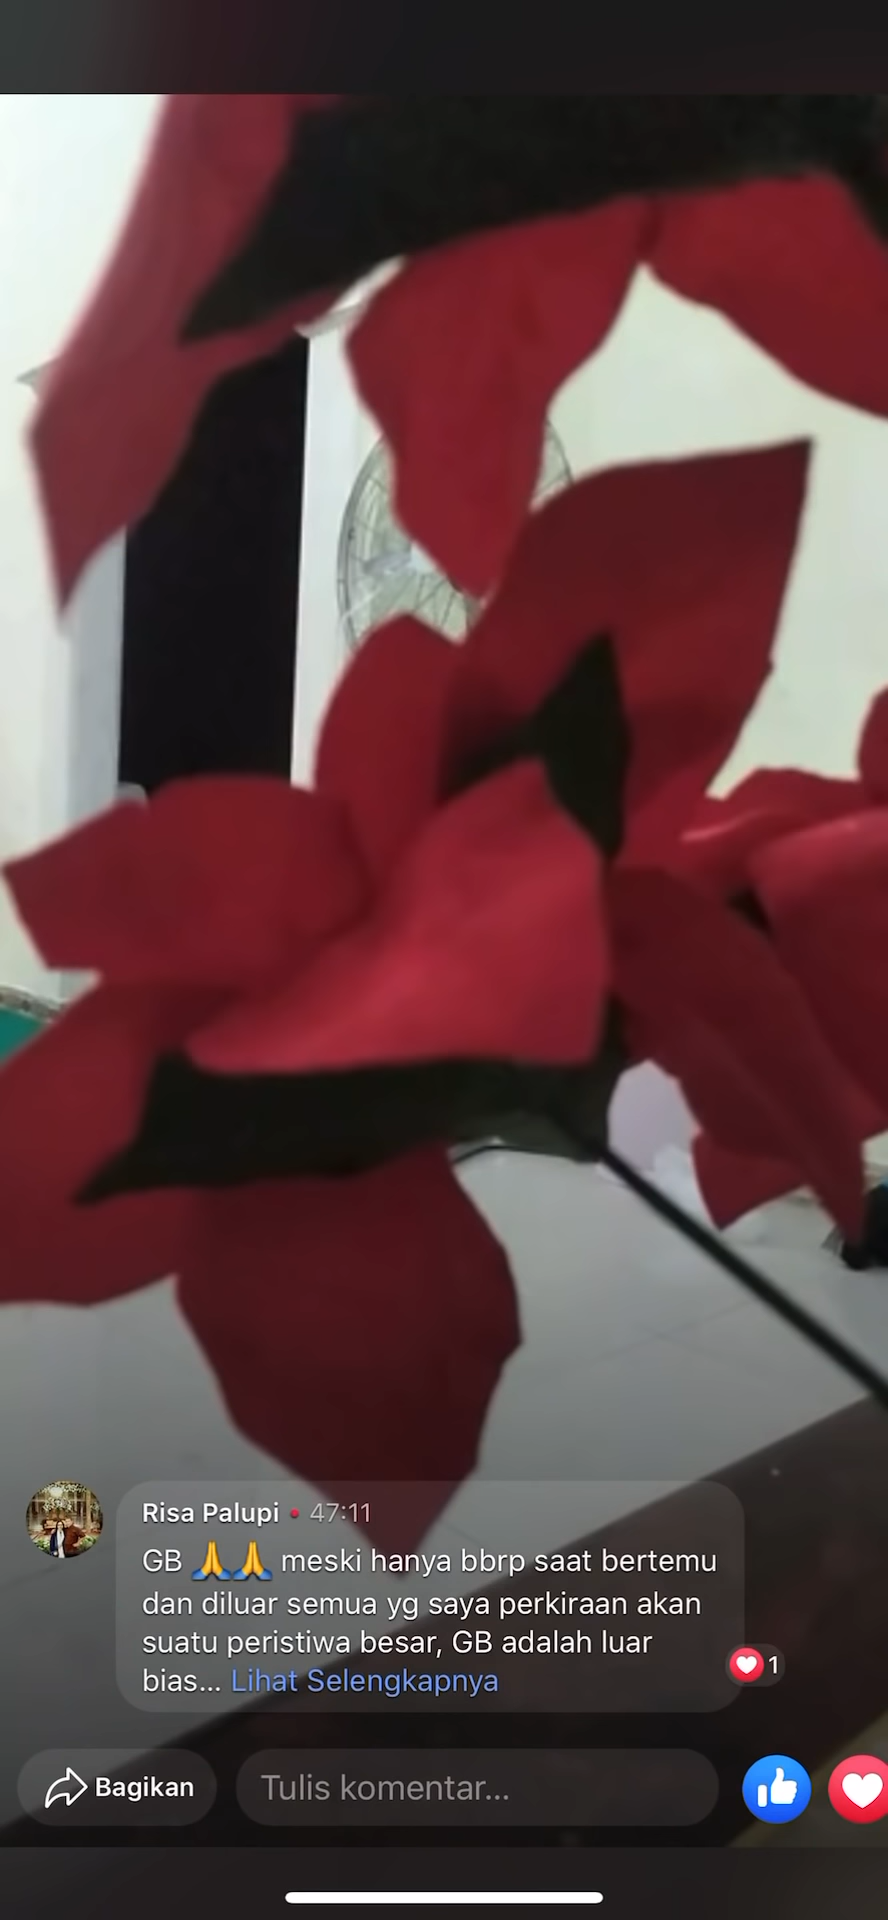 Risa Palupi • 47:11
GB 🙏🙏 meski hanya bbrp saat bertemu
dan diluar semua yg saya perkiraan akan
suatu peristiwa besar, GB adalah luar
bias... Lihat Selengkapnya
1
Bagikan
Tulis komentar...